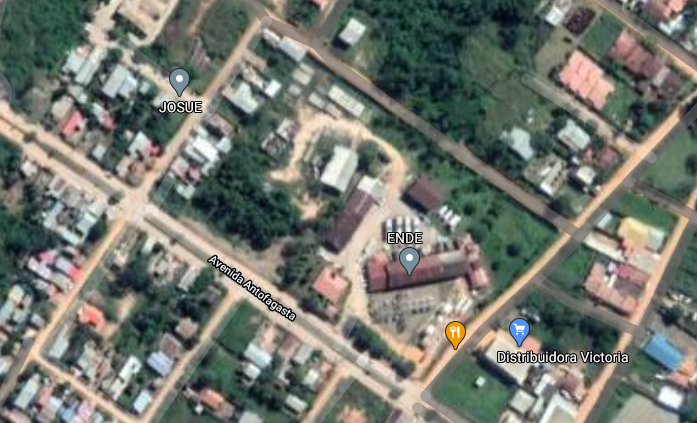 JOSUE
ENDE
Avenida Antofagasta
Distribuidora Victoria